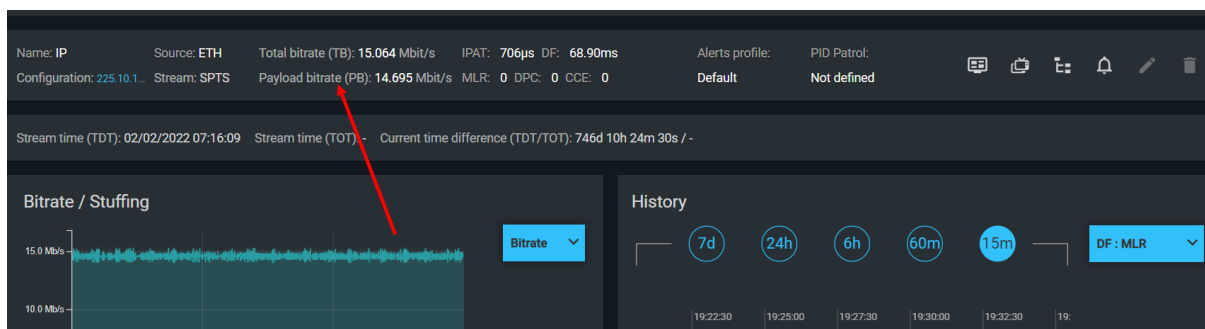 Name: IP Source: ETH Total bitrate (TB): 15.064 Mbit/s IPAT: 706μs DF: 68.90ms Alerts profile: PID Patrol:
Configuration: 225.10.1... Stream: SPTS Payload bitrate (PB): 14.695 Mbit/s MLR: 0 DPC: 0 CCE: 0 Default Not defined
Stream time (TDT): 02/02/2022 07:16:09 Stream time (TOT): - Current time difference (TDT/TOT): 746d 10h 24m 30s / -
Bitrate / Stuffing
Bitrate
15.0 Mb/s
10.0 Mb/s
History
7d 24h 6h 60m 15m DF : MLR
19:22:30 19:25:00 19:27:30 19:30:00 19:32:30 19: